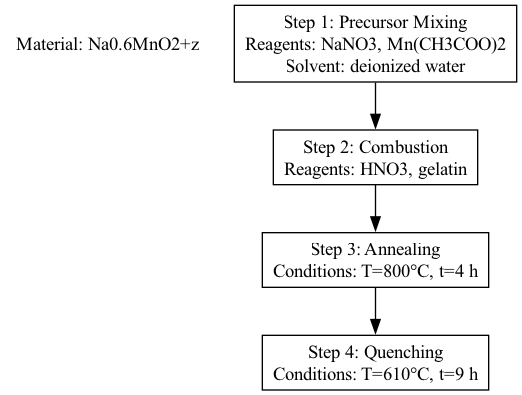 Material: Na0.6MnO2+z
Step 1: Precursor Mixing
Reagents: NaNO3, Mn(CH3COO)2
Solvent: deionized water
Step 2: Combustion
Reagents: HNO3, gelatin
Step 3: Annealing
Conditions: T=800°C, t=4 h
Step 4: Quenching
Conditions: T=610°C, t=9 h